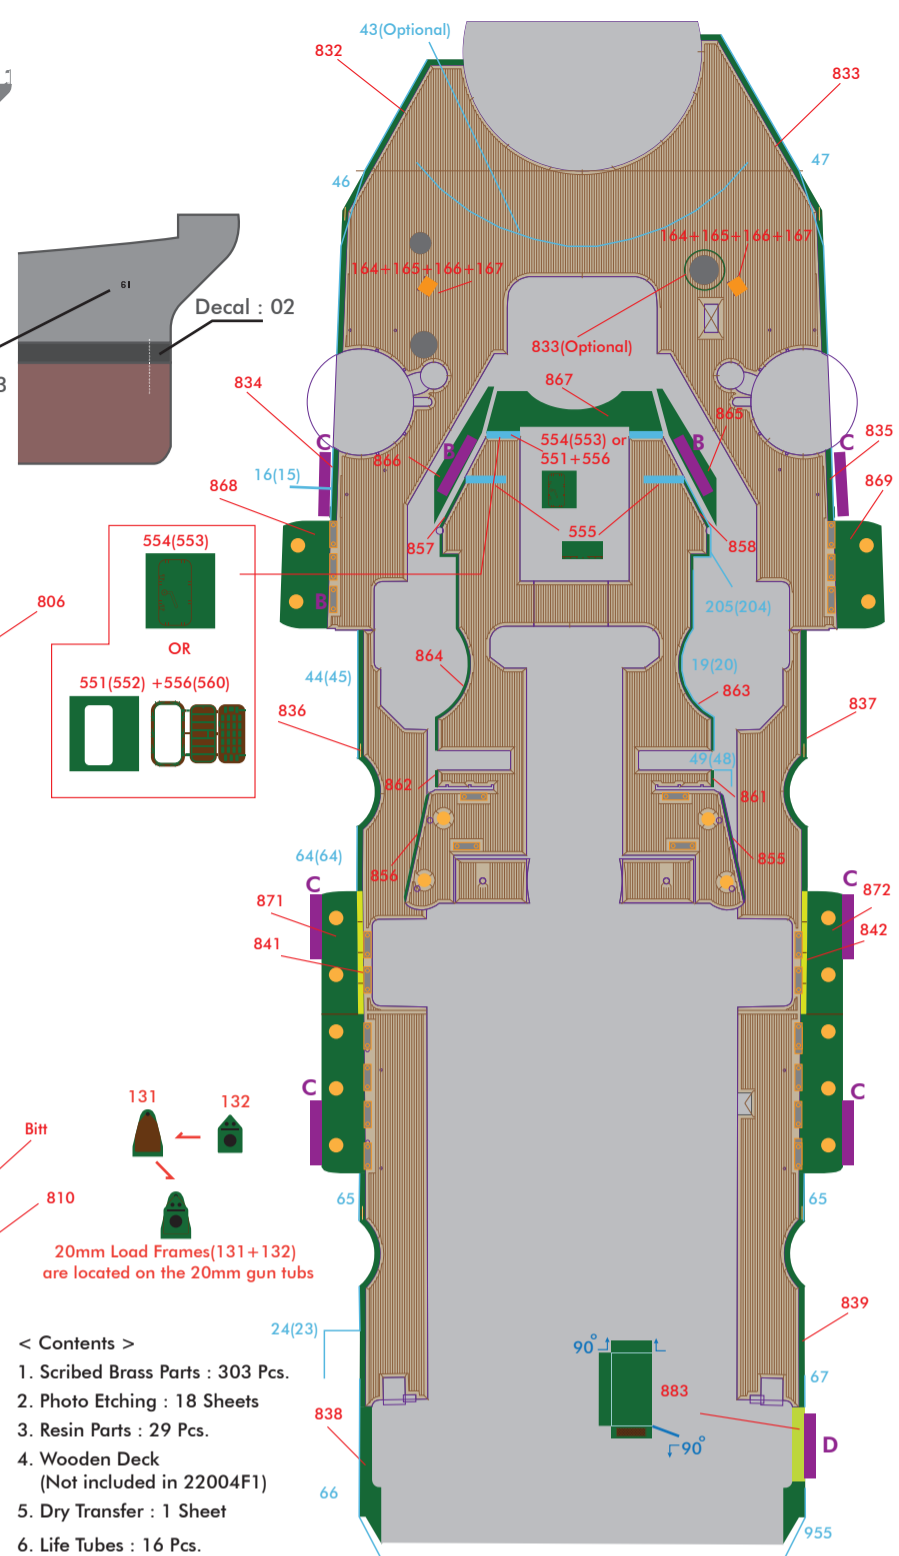 43(Optional)
832
833
46
47
164+165+166+167
164+165+166+167
61
Decal : 02
833(Optional)
867
834
865
C
B
554(553) or
551+556
B
C
835
866
16(15)
868
869
555
857
858
554(553)
806
B
205(204)
OR
864
19(20)
863
44(45)
551(552) +556(560)
836
837
49(48)
862
861
64(64)
856
855
C
C
871
872
841
842
131
132
C
C
Bitt
810
65
65
20mm Load Frames(131+132)
are located on the 20mm gun tubs
839
24(23)
< Contents >
90°
1. Scribed Brass Parts : 303 Pcs.
883
67
2. Photo Etching : 18 Sheets
838
3. Resin Parts : 29 Pcs.
90°
D
4. Wooden Deck
(Not included in 22004F1)
66
5. Dry Transfer : 1 Sheet
955
6. Life Tubes : 16 Pcs.